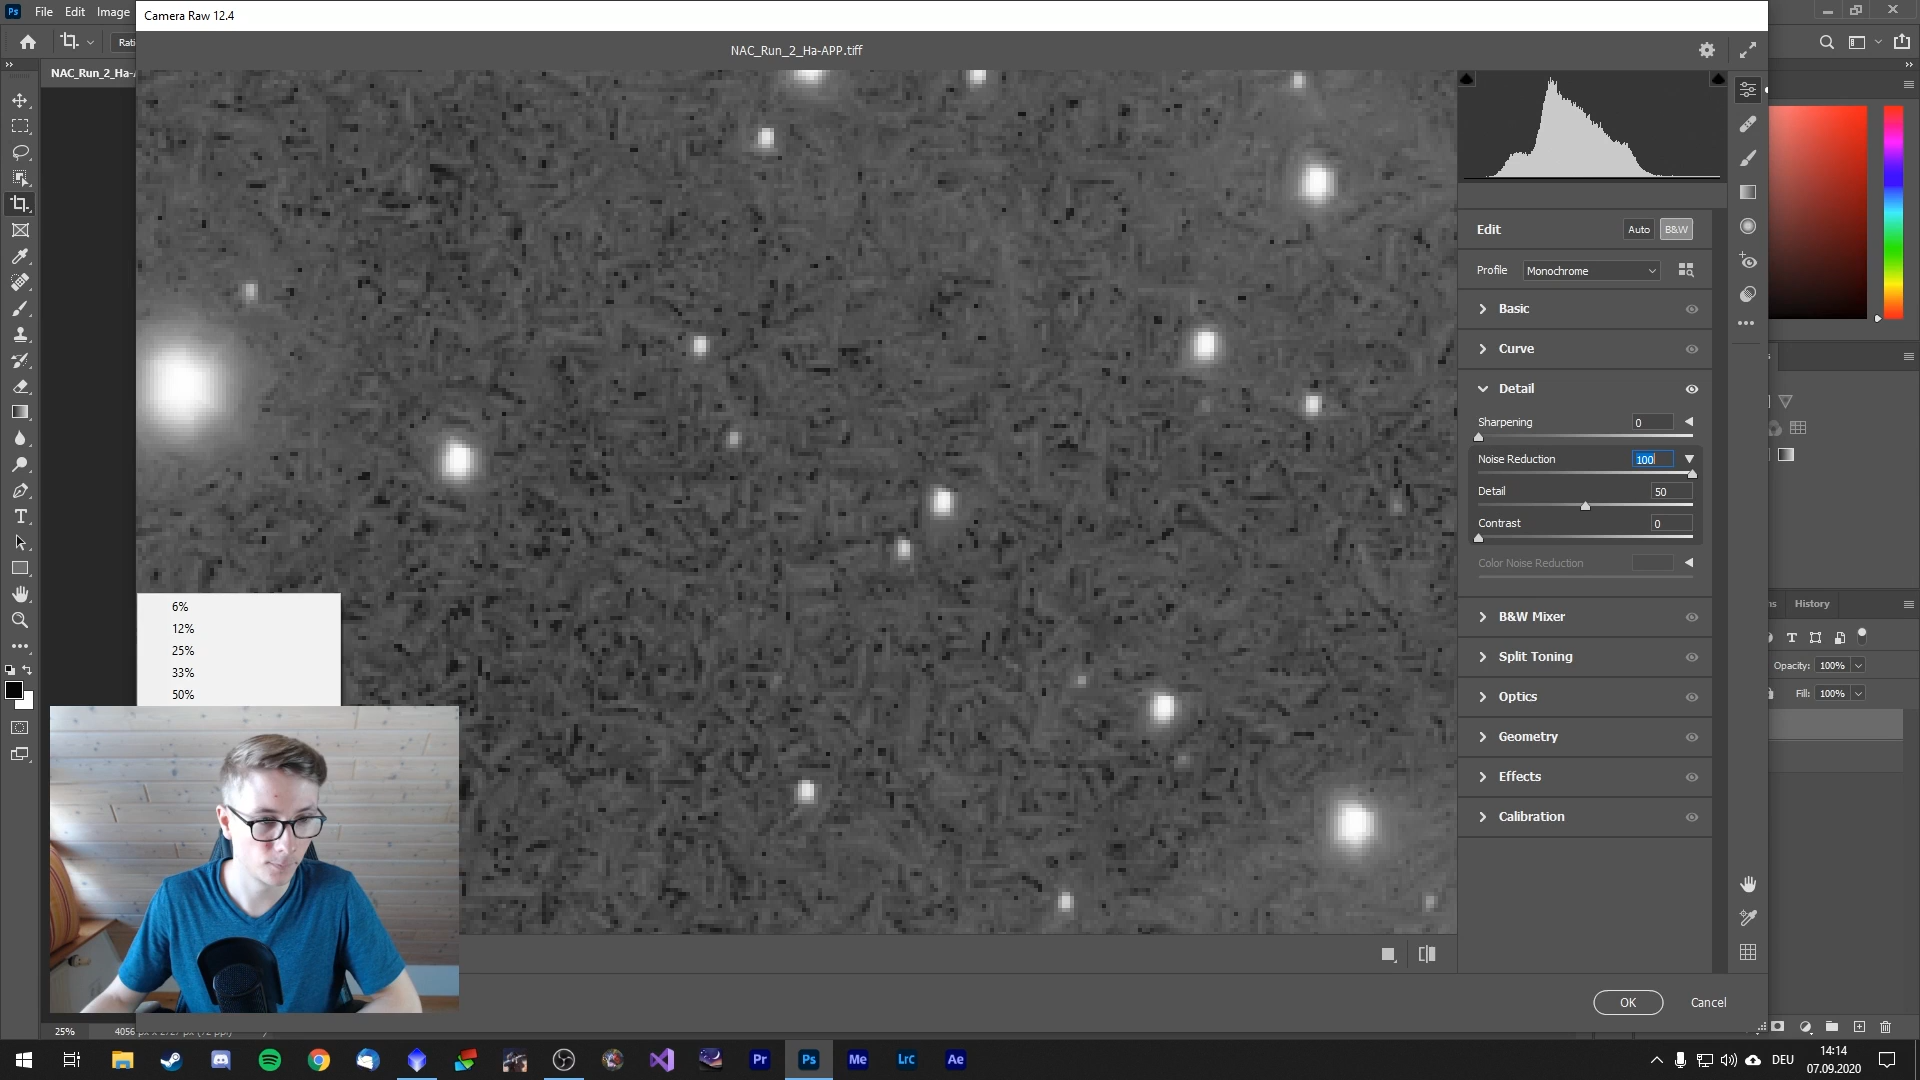 Ps File Edit Image
Camera Raw 12.4
NAC_Run_2_Ha-APP.tiff
NAC_Run_2_Ha-
Edit Auto B&W
Profile Monochrome
Basic
Curve
Detail
Sharpening 0
Noise Reduction 100
Detail 50
Contrast 0
Color Noise Reduction
B&W Mixer
Split Toning
Optics
Geometry
Effects
Calibration
History
Opacity: 100%
Fill: 100%
6%
12%
25%
33%
50%
OK Cancel
25%
Pr Ps Me Lrc Ae
DEU
14:14
07.09.2020